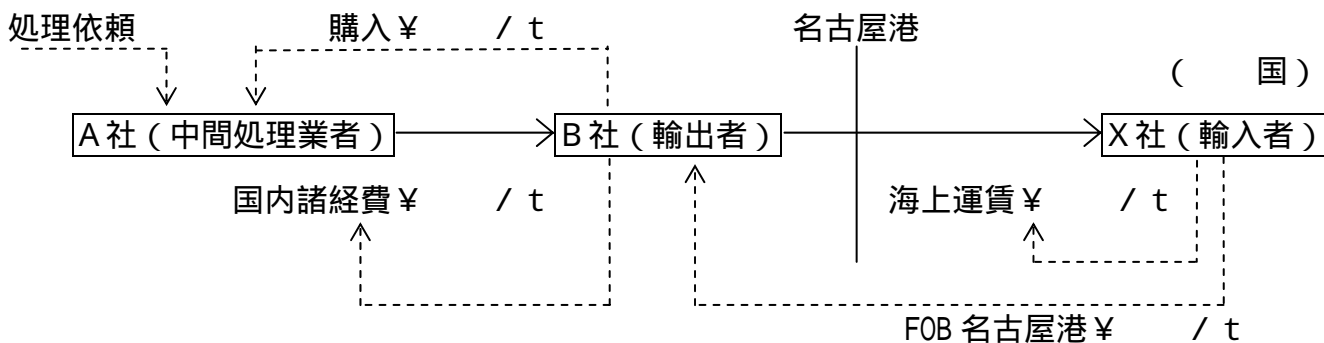 処理依頼 購入¥ /t 名古屋港
( 国)
A社(中間処理業者) B社(輸出者) X社(輸入者)
国内諸経費¥ /t 海上運賃¥ /t
FOB 名古屋港¥ /t